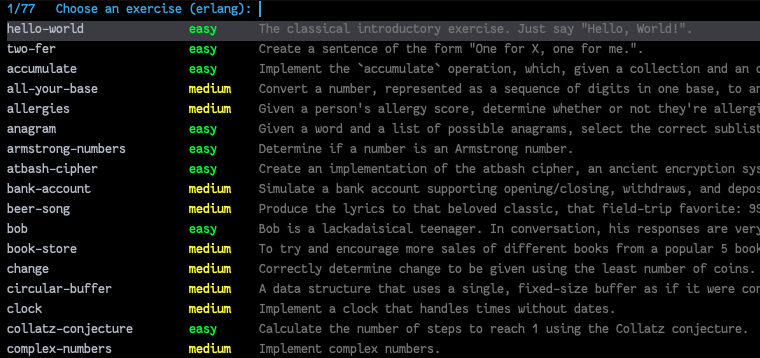 1/77 Choose an exercise (erlang):
hello-world easy The classical introductory exercise. Just say "Hello, World!".
two-fer easy Create a sentence of the form "One for X, one for me.".
accumulate easy Implement the `accumulate` operation, which, given a collection and an
all-your-base medium Convert a number, represented as a sequence of digits in one base, to
allergies medium Given a person's allergy score, determine whether or not they're
anagram easy Given a word and a list of possible anagrams, select the correct
armstrong-numbers easy Determine if a number is an Armstrong number.
atbash-cipher easy Create an implementation of the atbash cipher, an ancient encryption
bank-account medium Simulate a bank account supporting opening/closing, withdraws, and
beer-song medium Produce the lyrics to that beloved classic, that field-trip favorite:
bob easy Bob is a lackadaisical teenager. In conversation, his responses are very
book-store medium To try and encourage more sales of different books from a popular 5 book
change medium Correctly determine change to be given using the least number of coins.
circular-buffer medium A data structure that uses a single, fixed-size buffer as if it were
clock medium Implement a clock that handles times without dates.
collatz-conjecture easy Calculate the number of steps to reach 1 using the Collatz conjecture.
complex-numbers medium Implement complex numbers.